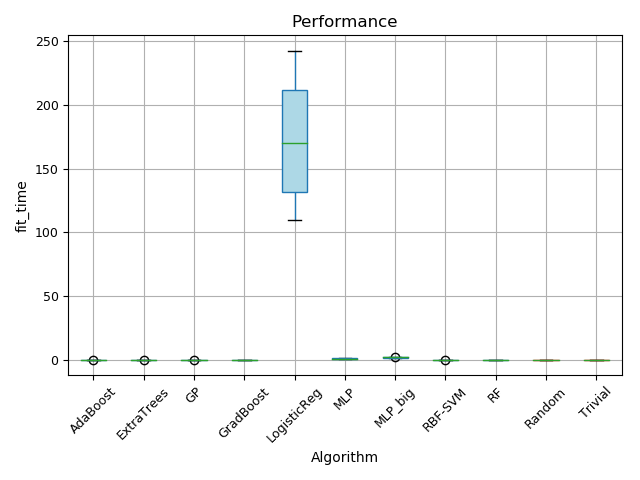 Performance
250
200
150
100
50
0
fit_time
AdaBoost
ExtraTrees
GP
GradBoost
LogisticReg
MLP
MLP_big
RBF-SVM
RF
Random
Trivial
Algorithm